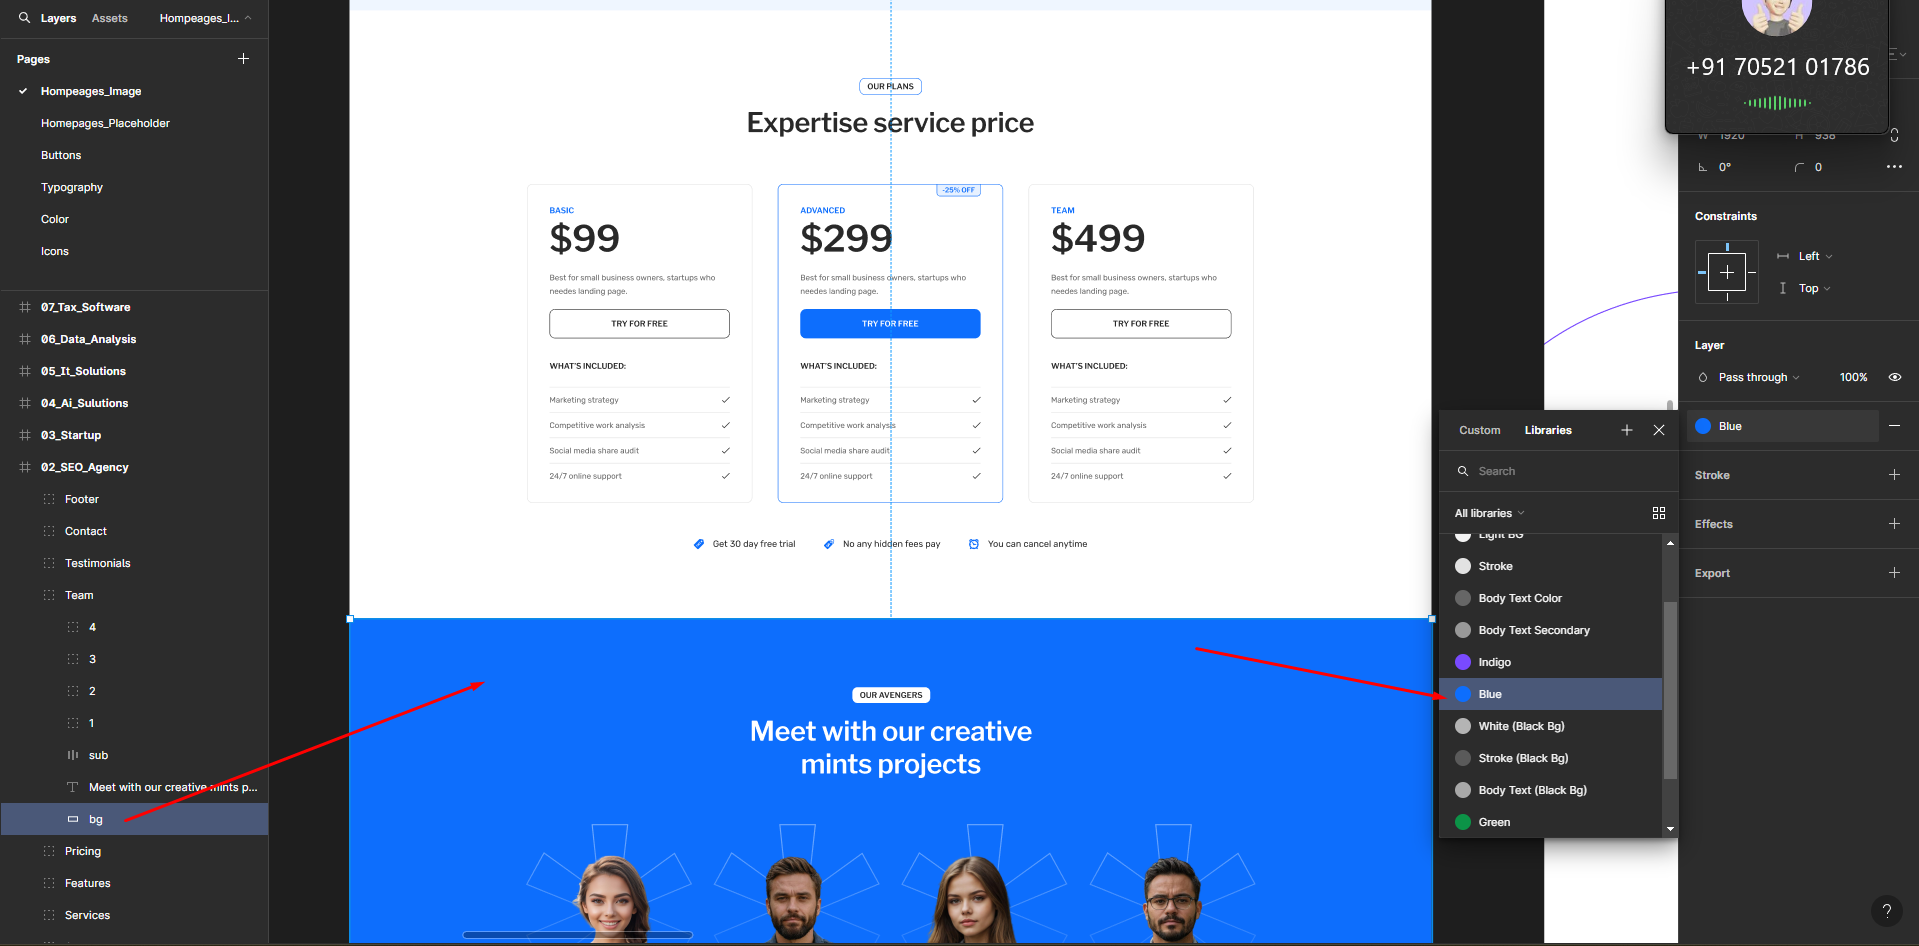 Layers
Assets
Hompeages_I...
Pages
Hompeages_Image
Homepages_Placeholder
Buttons
Typography
Color
Icons
07_Tax_Software
06_Data_Analysis
05_It_Solutions
04_Ai_Sulutions
03_Startup
02_SEO_Agency
Footer
Contact
Testimonials
Team
4
3
2
1
sub
Meet with our creative mints p...
bg
Pricing
Features
Services
OUR PLANS
Expertise service price
BASIC
$99
Best for small business owners, startups who
needes landing page.
TRY FOR FREE
WHAT'S INCLUDED:
Marketing strategy
Competitive work analysis
Social media share audit
24/7 online support
-25% OFF
ADVANCED
$299
Best for small business owners, startups who
needes landing page.
TRY FOR FREE
WHAT'S INCLUDED:
Marketing strategy
Competitive work analysis
Social media share audit
24/7 online support
TEAM
$499
Best for small business owners, startups who
needes landing page.
TRY FOR FREE
WHAT'S INCLUDED:
Marketing strategy
Competitive work analysis
Social media share audit
24/7 online support
Get 30 day free trial
No any hidden fees pay
You can cancel anytime
OUR AVENGERS
Meet with our creative
mints projects
Custom
Libraries
Search
All libraries
Light BG
Stroke
Body Text Color
Body Text Secondary
Indigo
Blue
White (Black Bg)
Stroke (Black Bg)
Body Text (Black Bg)
Green
+91 70521 01786
W 1920 H 938
0° 0
Constraints
Left
Top
Layer
Pass through 100%
Blue
Stroke
Effects
Export
?